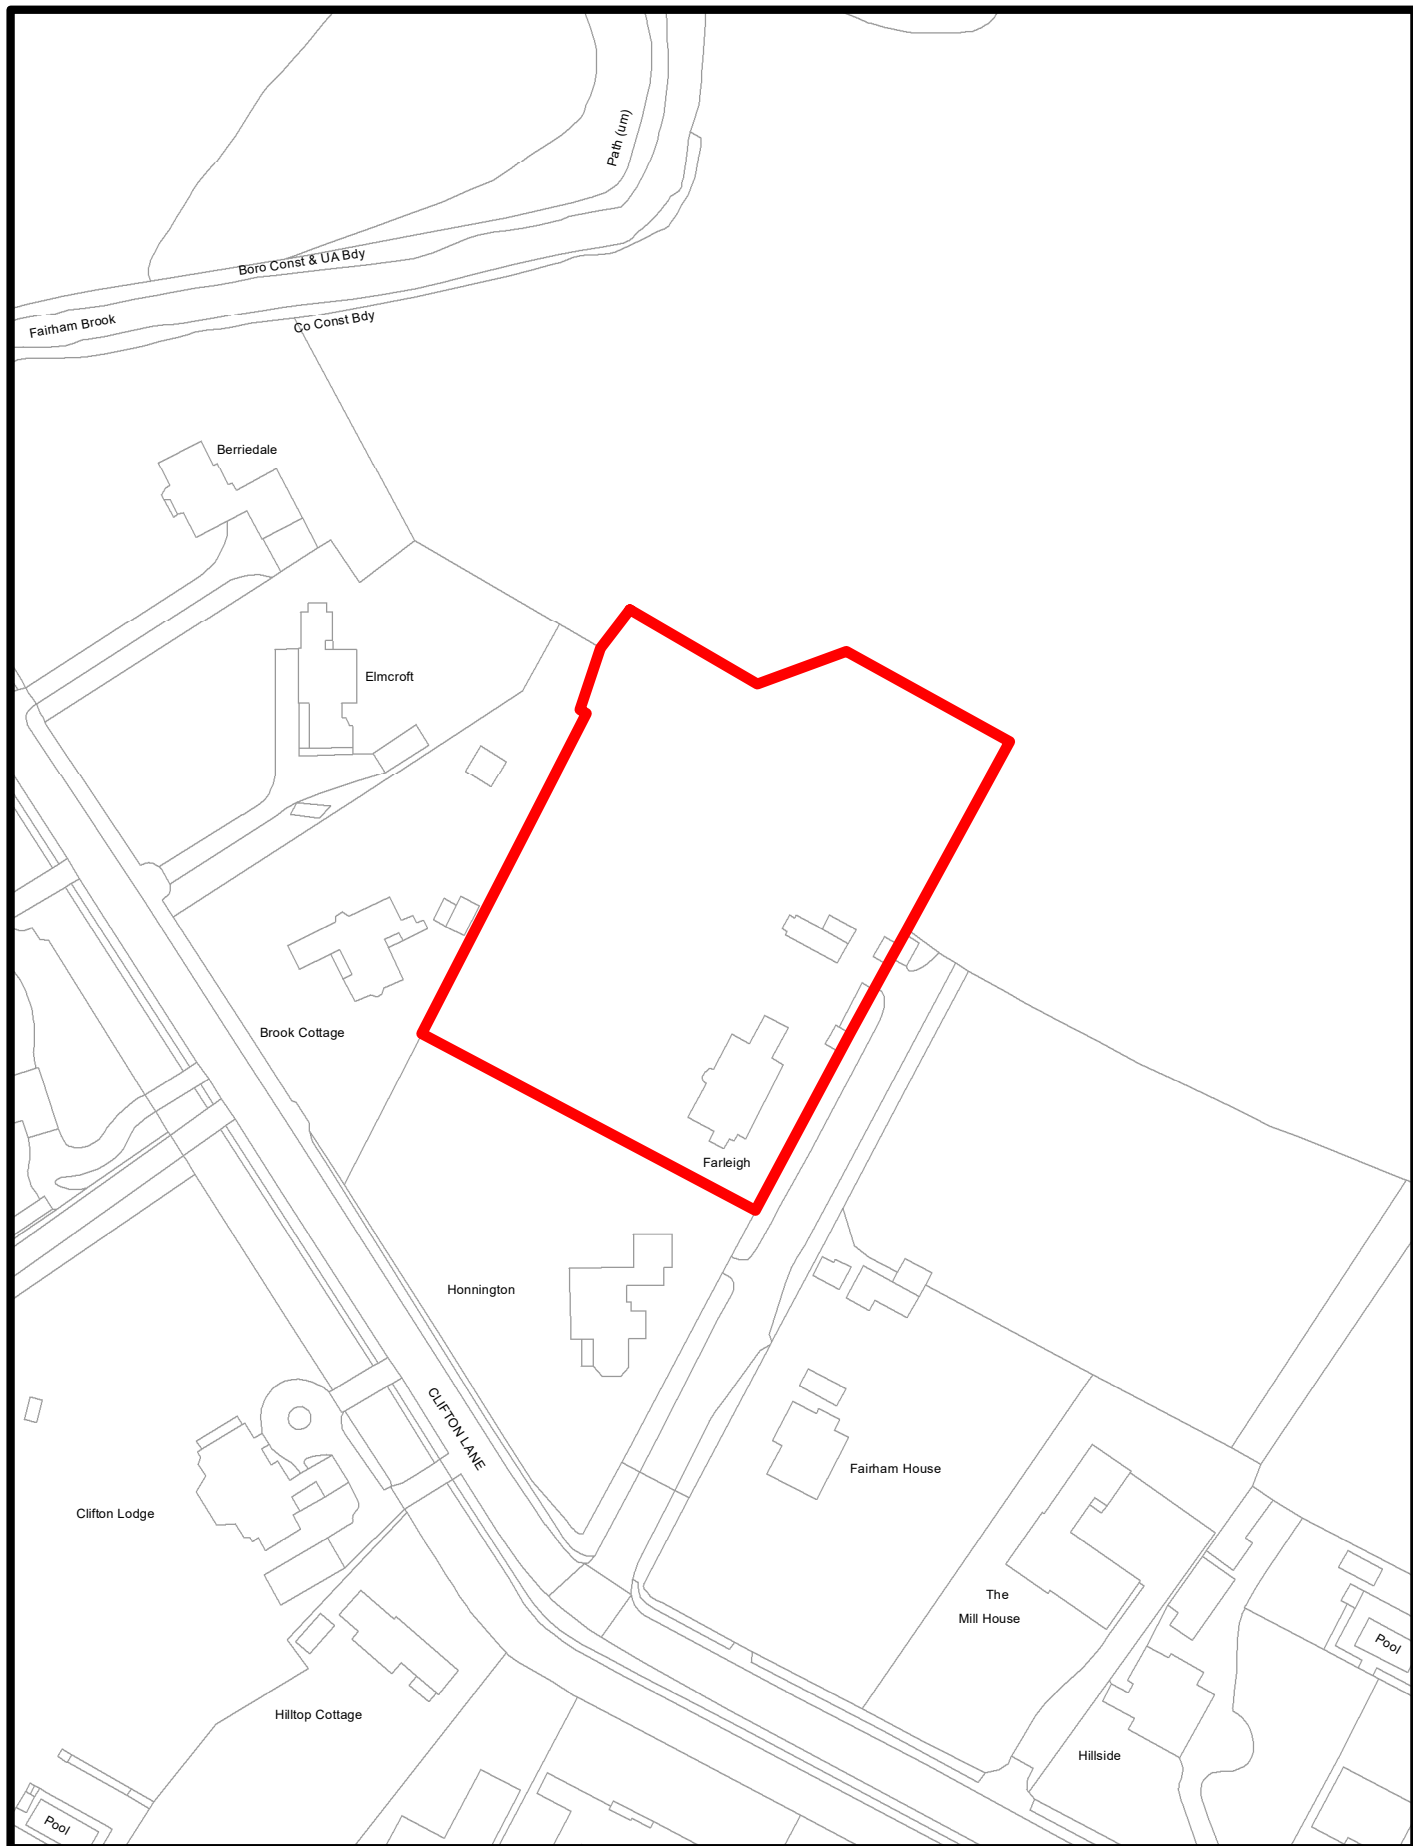 Path (um)
Boro Const & UA Bdy
Fairham Brook
Co Const Bdy
Berriedale
Elmcroft
Brook Cottage
Farleigh
Honnington
CLIFTON LANE
Fairham House
Clifton Lodge
The
Mill House
Pool
Hilltop Cottage
Hillside
Pool